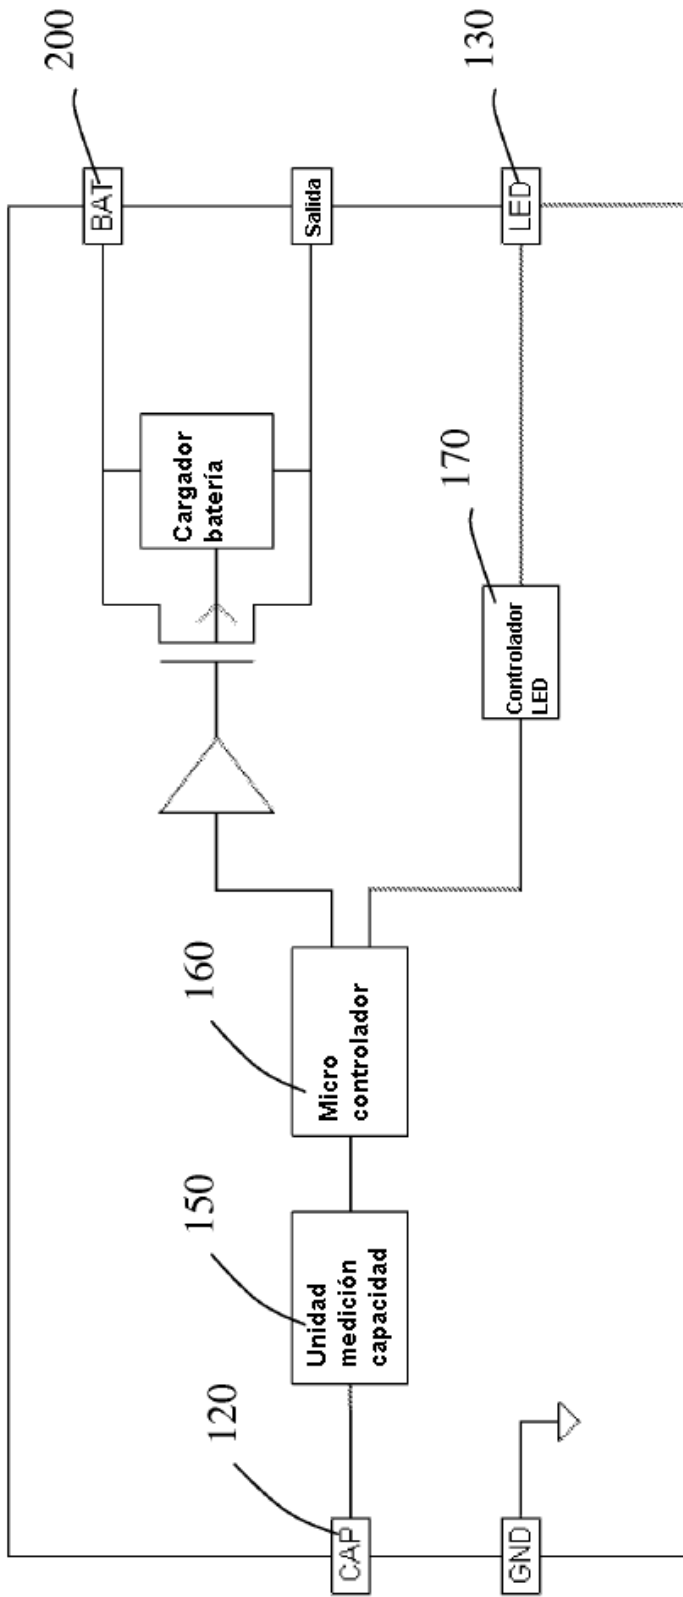 200
130
BAT
Salida
LED
Cargador
batería
170
Controlador
LED
160
Micro
controlador
150
Unidad
medición
capacidad
120
CAP
GND